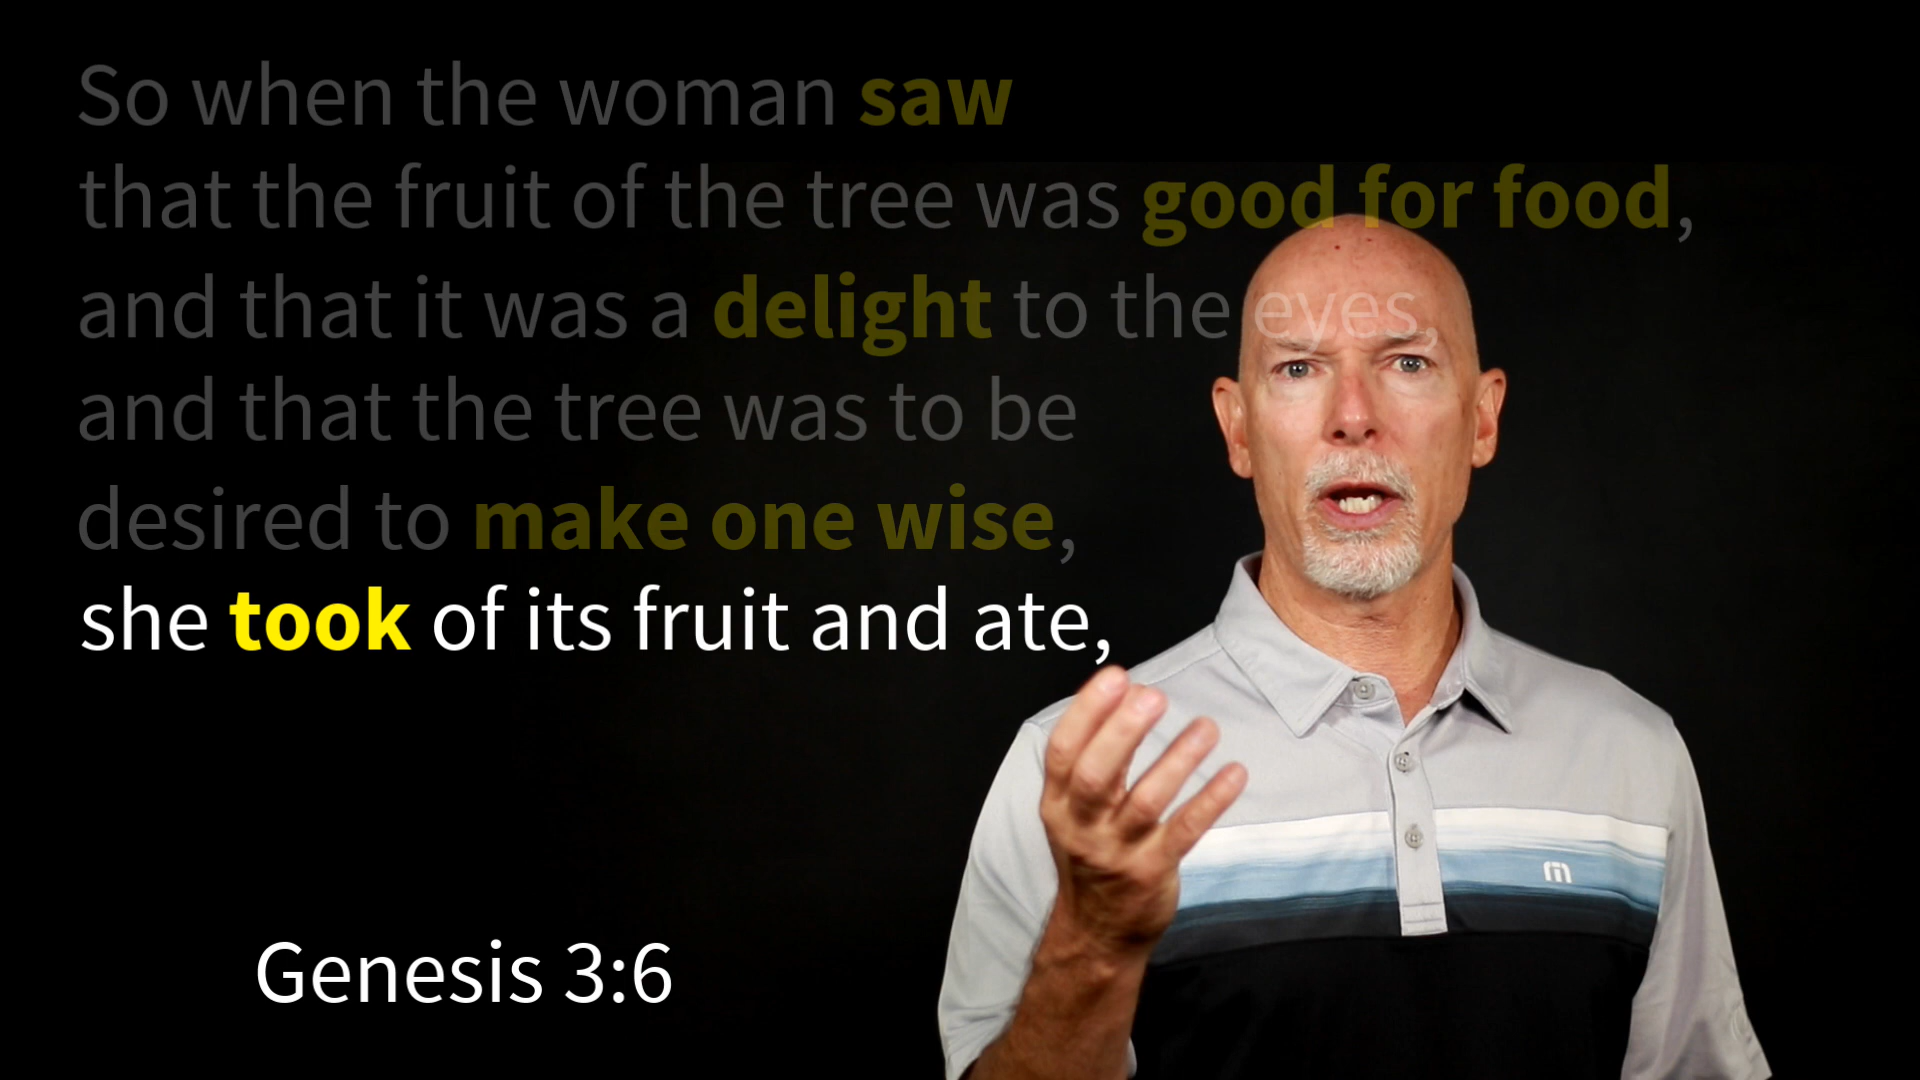 So when the woman saw
that the fruit of the tree was good for food,
and that it was a delight to the eyes,
and that the tree was to be
desired to make one wise,
she took of its fruit and ate,
Genesis 3:6